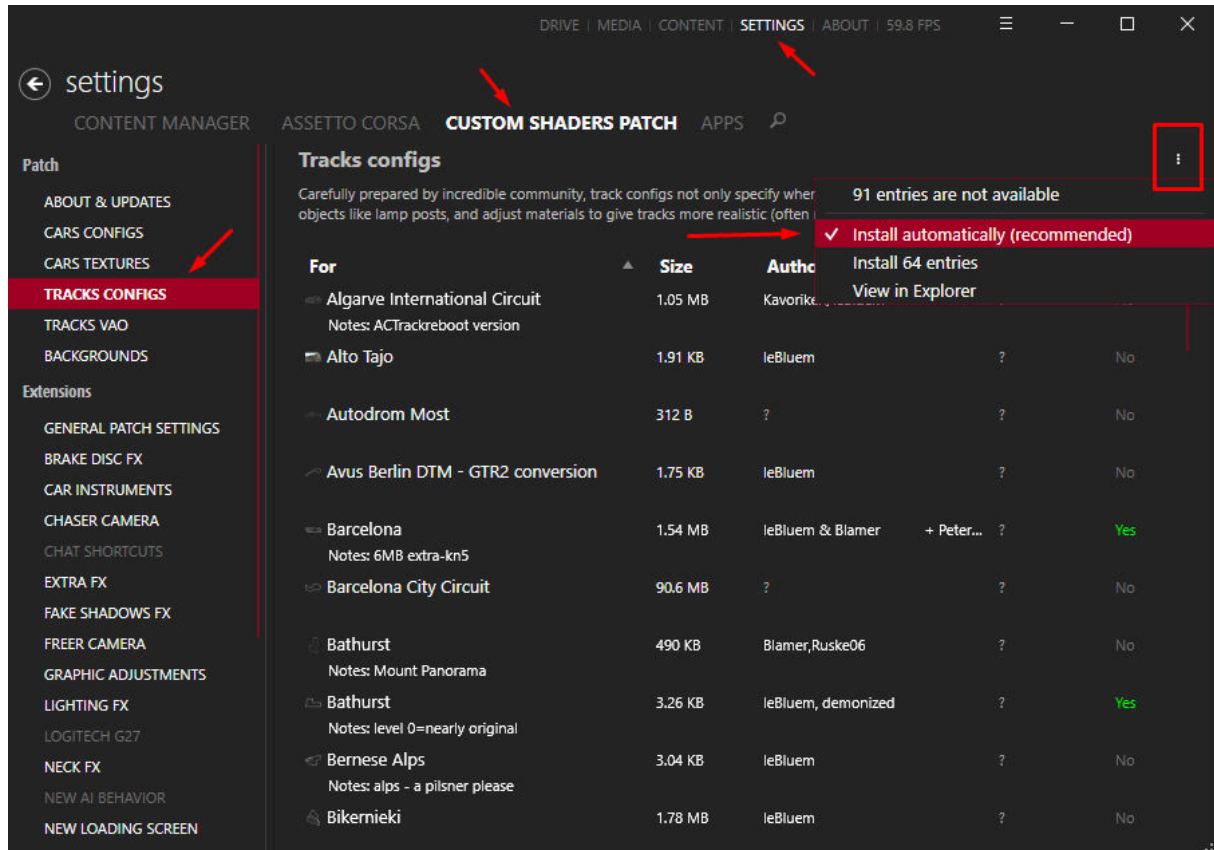 DRIVE | MEDIA | CONTENT | SETTINGS | ABOUT | 59.8 FPS
settings
CONTENT MANAGER ASSETTO CORSA CUSTOM SHADERS PATCH APPS
Patch
ABOUT & UPDATES
CARS CONFIGS
CARS TEXTURES
TRACKS CONFIGS
TRACKS VAO
BACKGROUNDS
Extensions
GENERAL PATCH SETTINGS
BRAKE DISC FX
CAR INSTRUMENTS
CHASER CAMERA
CHAT SHORTCUTS
EXTRA FX
FAKE SHADOWS FX
FREER CAMERA
GRAPHIC ADJUSTMENTS
LIGHTING FX
LOGITECH G27
NECK FX
NEW AI BEHAVIOR
NEW LOADING SCREEN
Tracks configs
Carefully prepared by incredible community, track configs not only specify
objects like lamp posts, and adjust materials to give tracks more realistic (often
91 entries are not available
Install automatically (recommended)
Install 64 entries
View in Explorer
For Size
Algarve International Circuit 1.05 MB
Notes: ACTrackreboot version
Alto Tajo 1.91 KB leBluem ? No
Autodrom Most 312 B ? ? No
Avus Berlin DTM - GTR2 conversion 1.75 KB leBluem ? No
Barcelona 1.54 MB leBluem & Blamer + Peter... ? Yes
Notes: 6MB extra-kn5
Barcelona City Circuit 90.6 MB ? ? No
Bathurst 490 KB Blamer,Ruske06 ? No
Notes: Mount Panorama
Bathurst 3.26 KB leBluem, demonized ? Yes
Notes: level 0=nearly original
Bernese Alps 3.04 KB leBluem ? No
Notes: alps - a pilsner please
Bikernieki 1.78 MB leBluem ? No